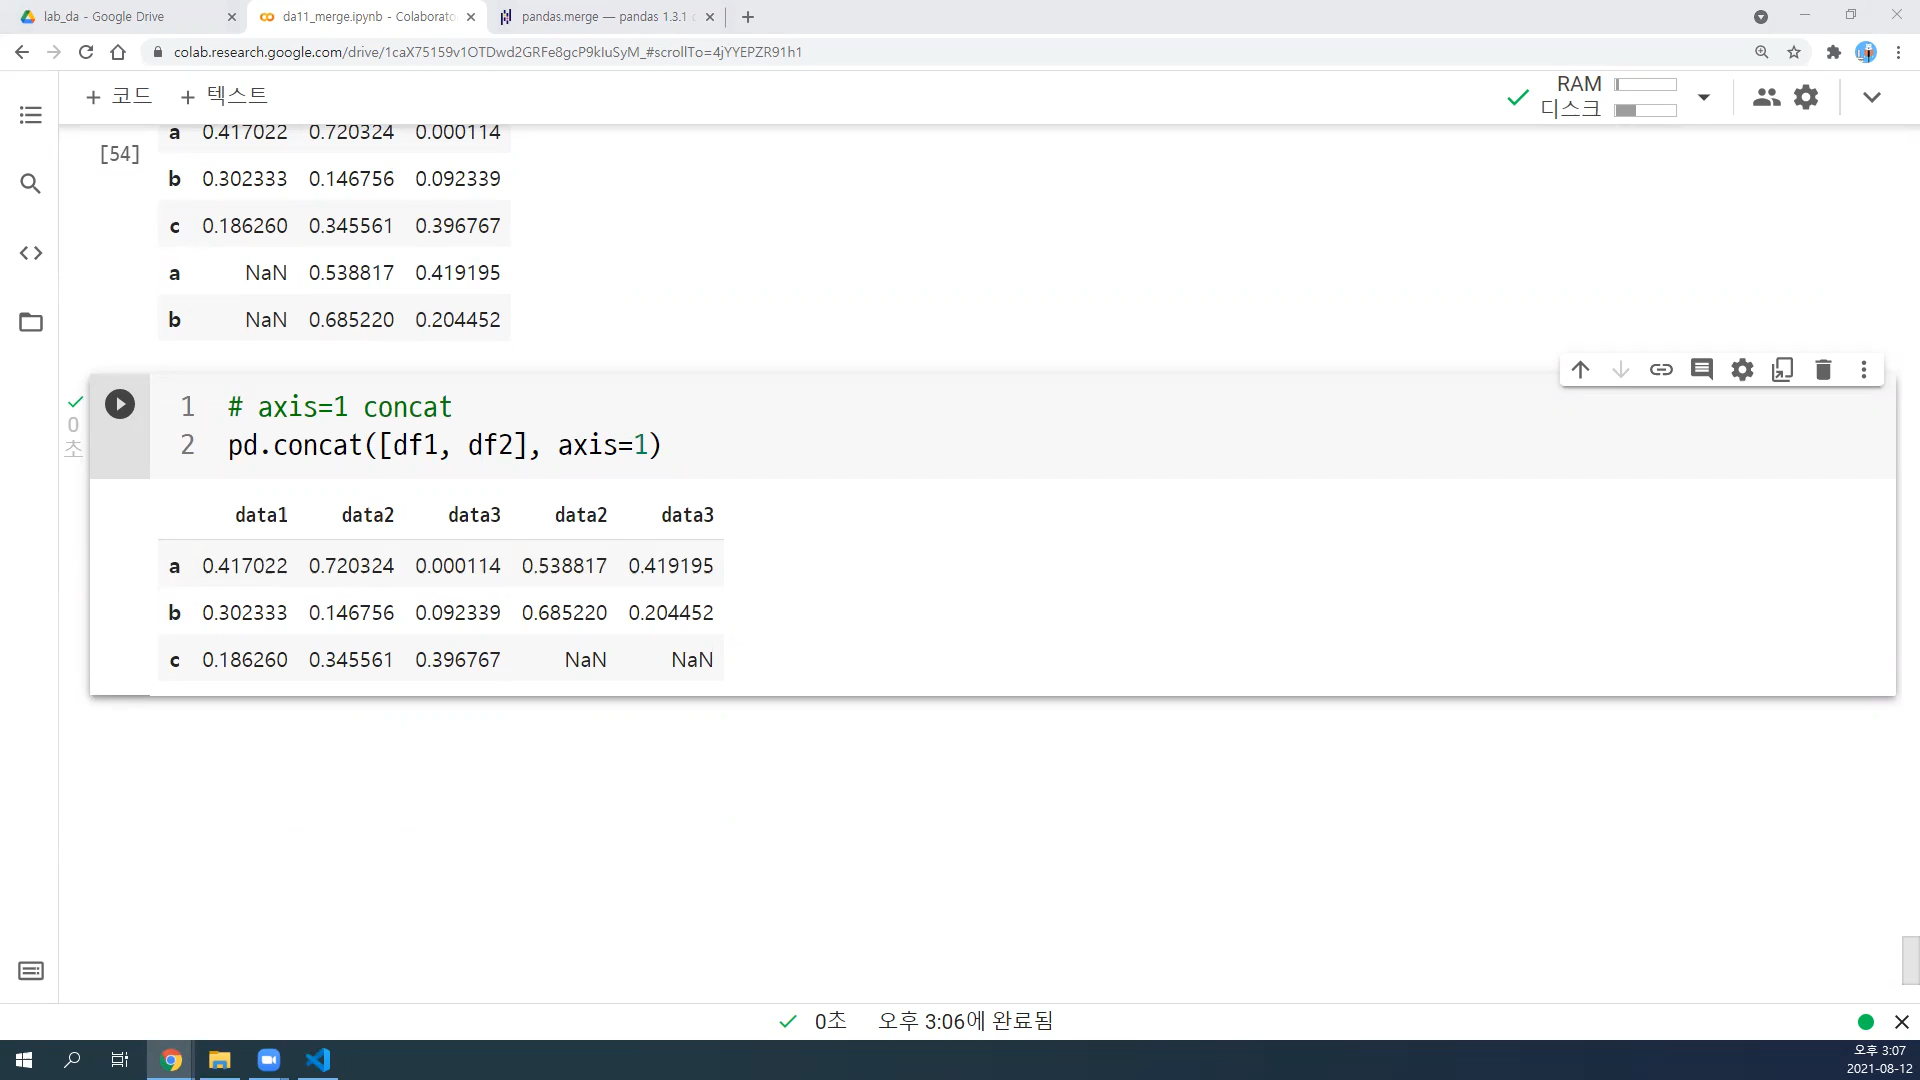 lab_da - Google Drive
da11_merge.ipynb - Colaborato
pandas.merge — pandas 1.3.1
colab.research.google.com/drive/1caX75159v1OTDwd2GRFe8gcP9kIuSyM_#scrollTo=4jYYEPZR91h1
+ 코드 + 텍스트
RAM
디스크
a 0.417022 0.720324 0.000114
[54]
b 0.302333 0.146756 0.092339
c 0.186260 0.345561 0.396767
a NaN 0.538817 0.419195
b NaN 0.685220 0.204452
0
초
1 # axis=1 concat
2 pd.concat([df1, df2], axis=1)
data1 data2 data3 data2 data3
a 0.417022 0.720324 0.000114 0.538817 0.419195
b 0.302333 0.146756 0.092339 0.685220 0.204452
c 0.186260 0.345561 0.396767 NaN NaN
0초 오후 3:06에 완료됨
오후 3:07
2021-08-12